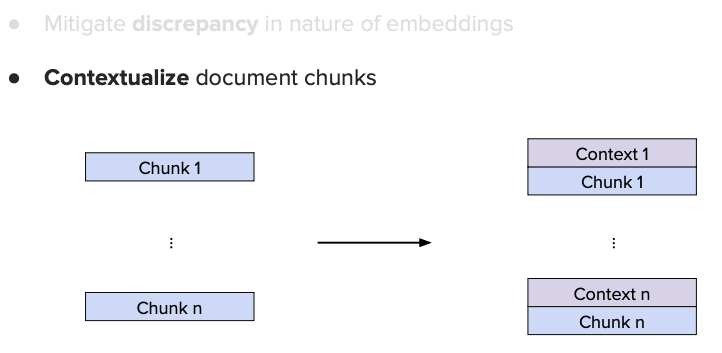 ● Mitigate discrepancy in nature of embeddings
● Contextualize document chunks
Chunk 1
⋮
Chunk n
Context 1
Chunk 1
⋮
Context n
Chunk n